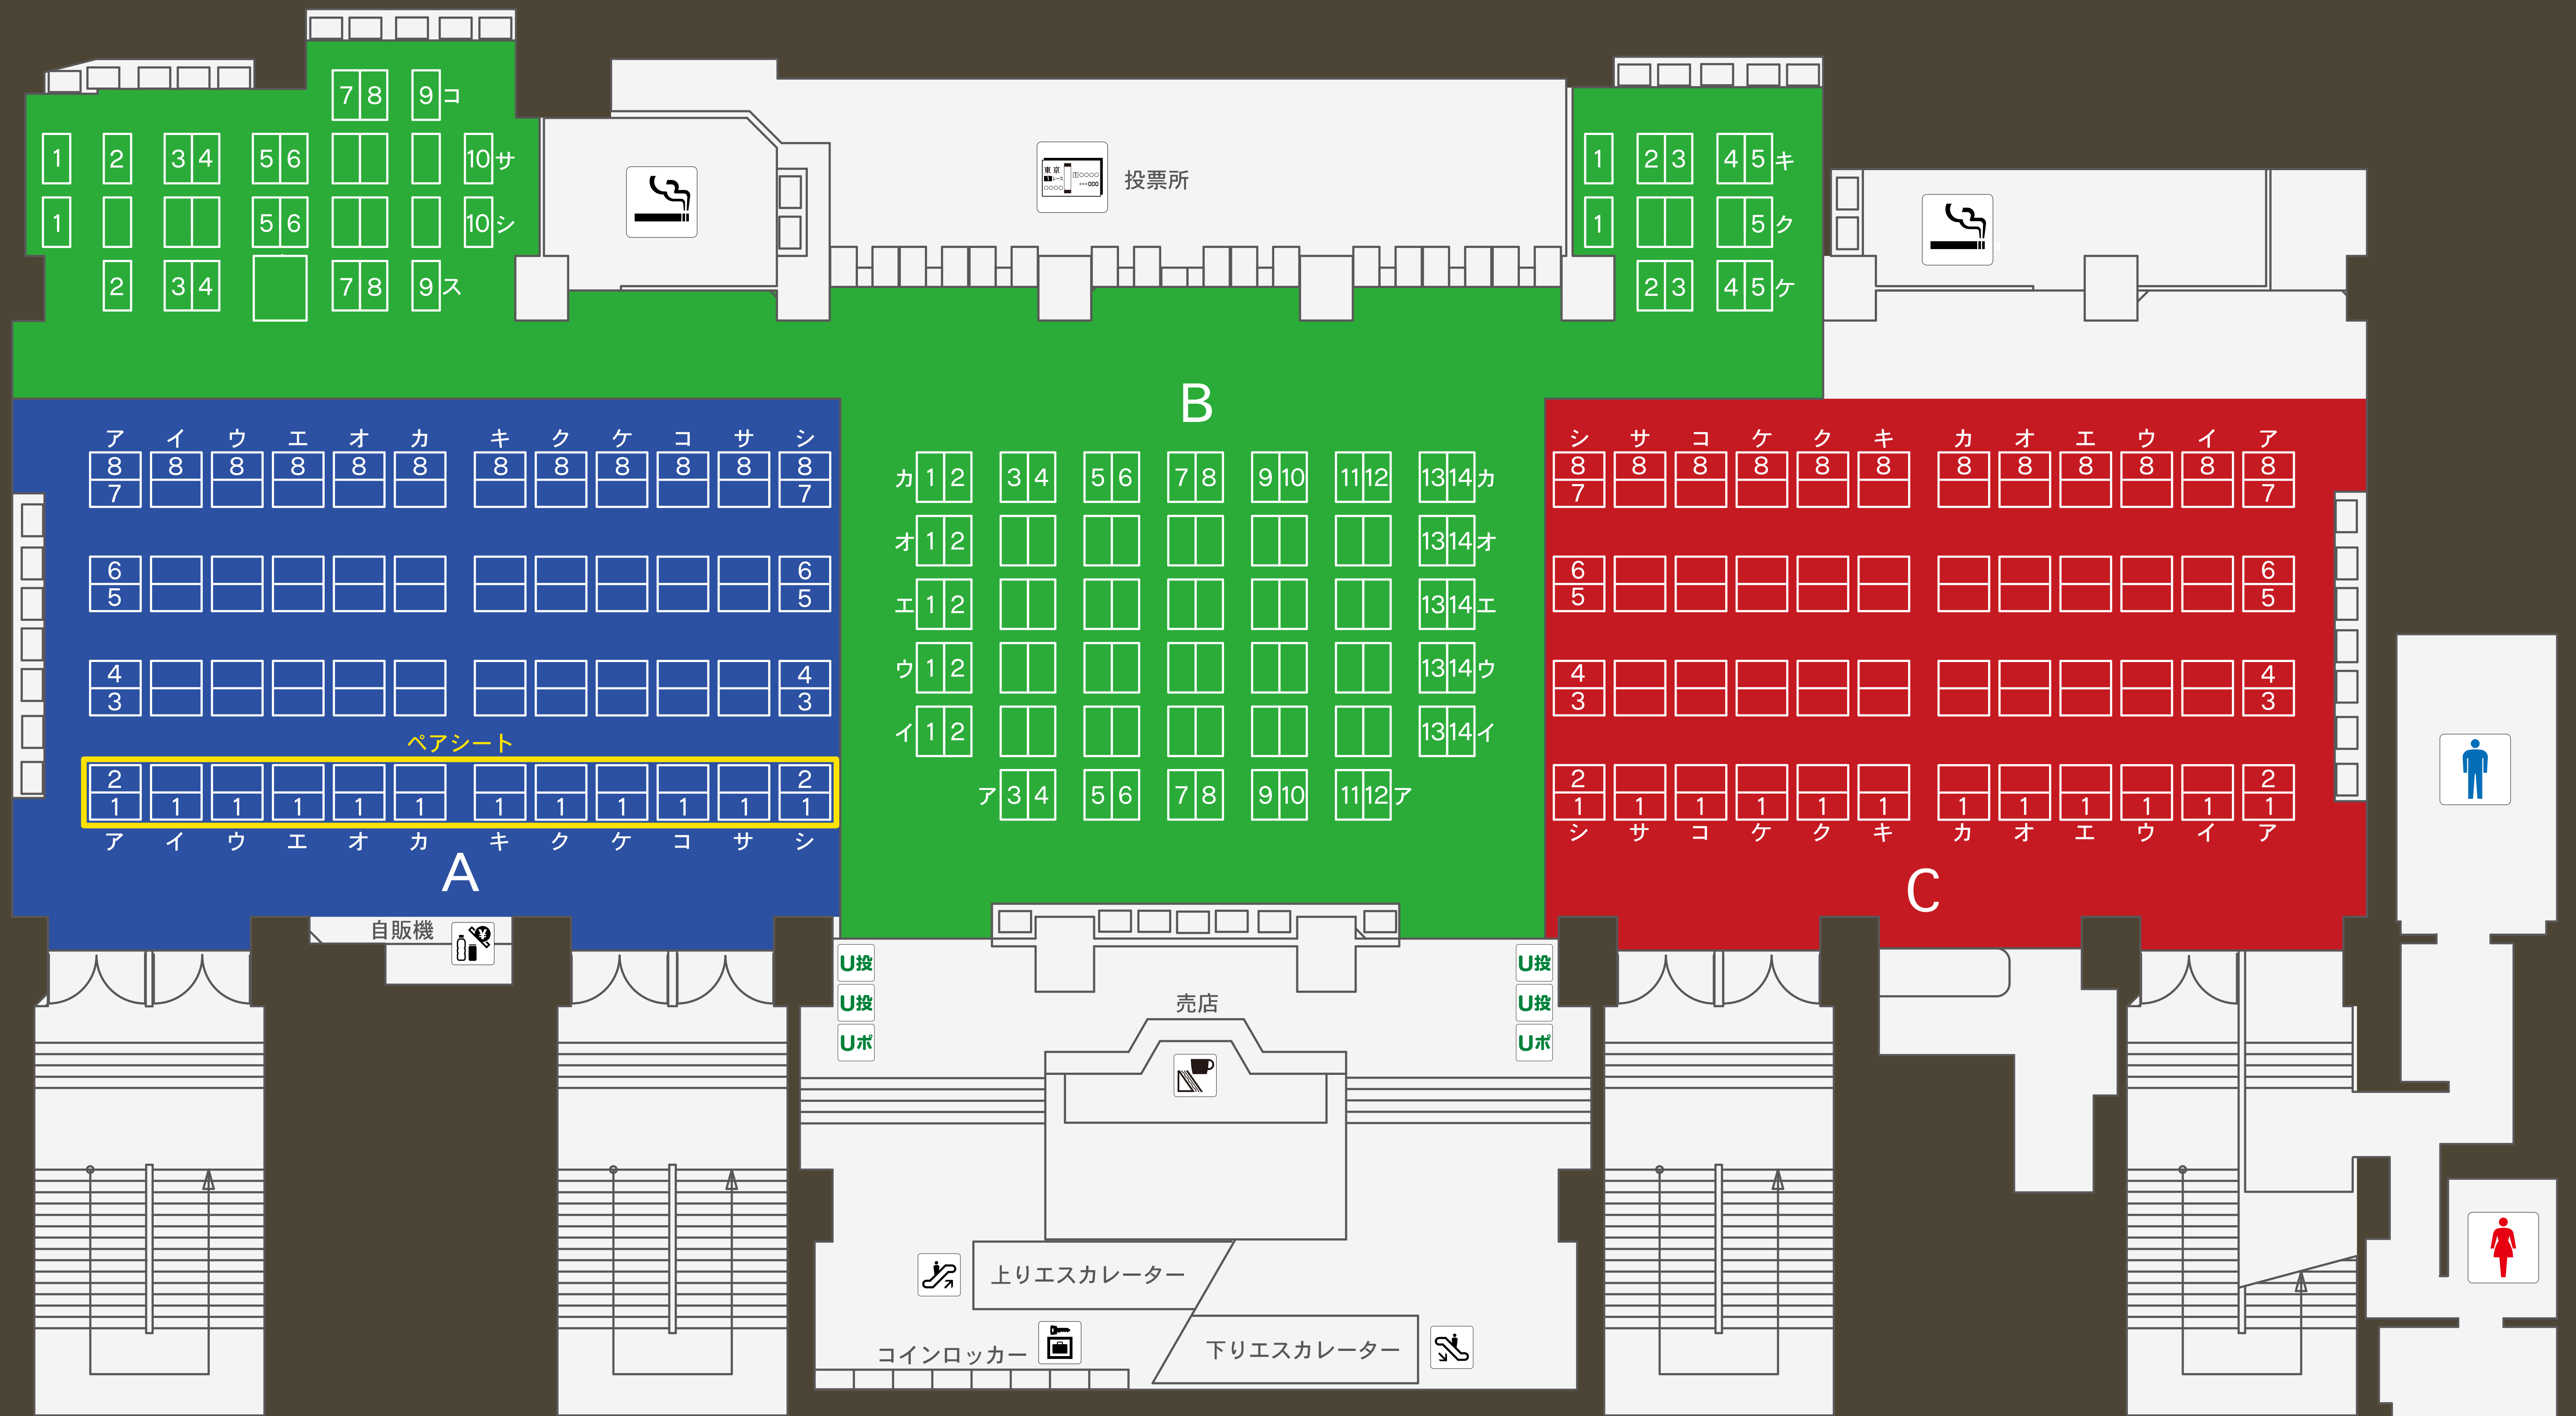 7 8 9 コ
1 2 3 4 5 6 10 サ
1 5 6 10 シ
2 3 4 7 8 9 ス
東京
投票所
1 2 3 4 5 キ
1 5 ク
2 3 4 5 ケ
B
ア イ ウ エ オ カ キ ク ケ コ サ シ
8 8 8 8 8 8 8 8 8 8 8 8
7 7
6 6
5 5
4 4
3 3
ペアシート
2 2
1 1 1 1 1 1 1 1 1 1 1 1
ア イ ウ エ オ カ キ ク ケ コ サ シ
A
カ 1 2 3 4 5 6 7 8 9 10 11 12 13 14 カ
オ 1 2 13 14 オ
エ 1 2 13 14 エ
ウ 1 2 13 14 ウ
イ 1 2 13 14 イ
ア 3 4 5 6 7 8 9 10 11 12 ア
シ サ コ ケ ク キ カ オ エ ウ イ ア
8 8 8 8 8 8 8 8 8 8 8 8
7 7
6 6
5 5
4 4
3 3
2 2
1 1 1 1 1 1 1 1 1 1 1 1
シ サ コ ケ ク キ カ オ エ ウ イ ア
C
自販機
¥
U投
U投
Uポ
売店
U投
U投
Uポ
上りエスカレーター
下りエスカレーター
コインロッカー